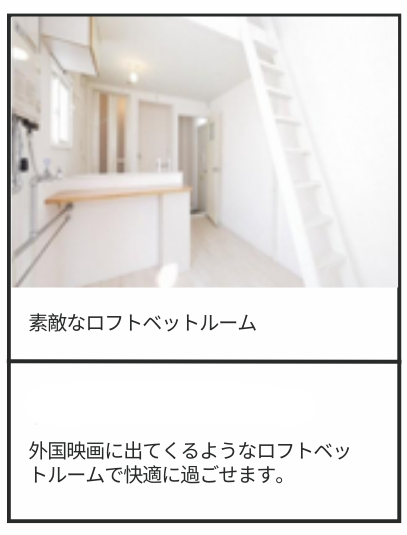 素敵なロフトベットルーム
外国映画に出てくるようなロフトベッ
トルームで快適に過ごせます。